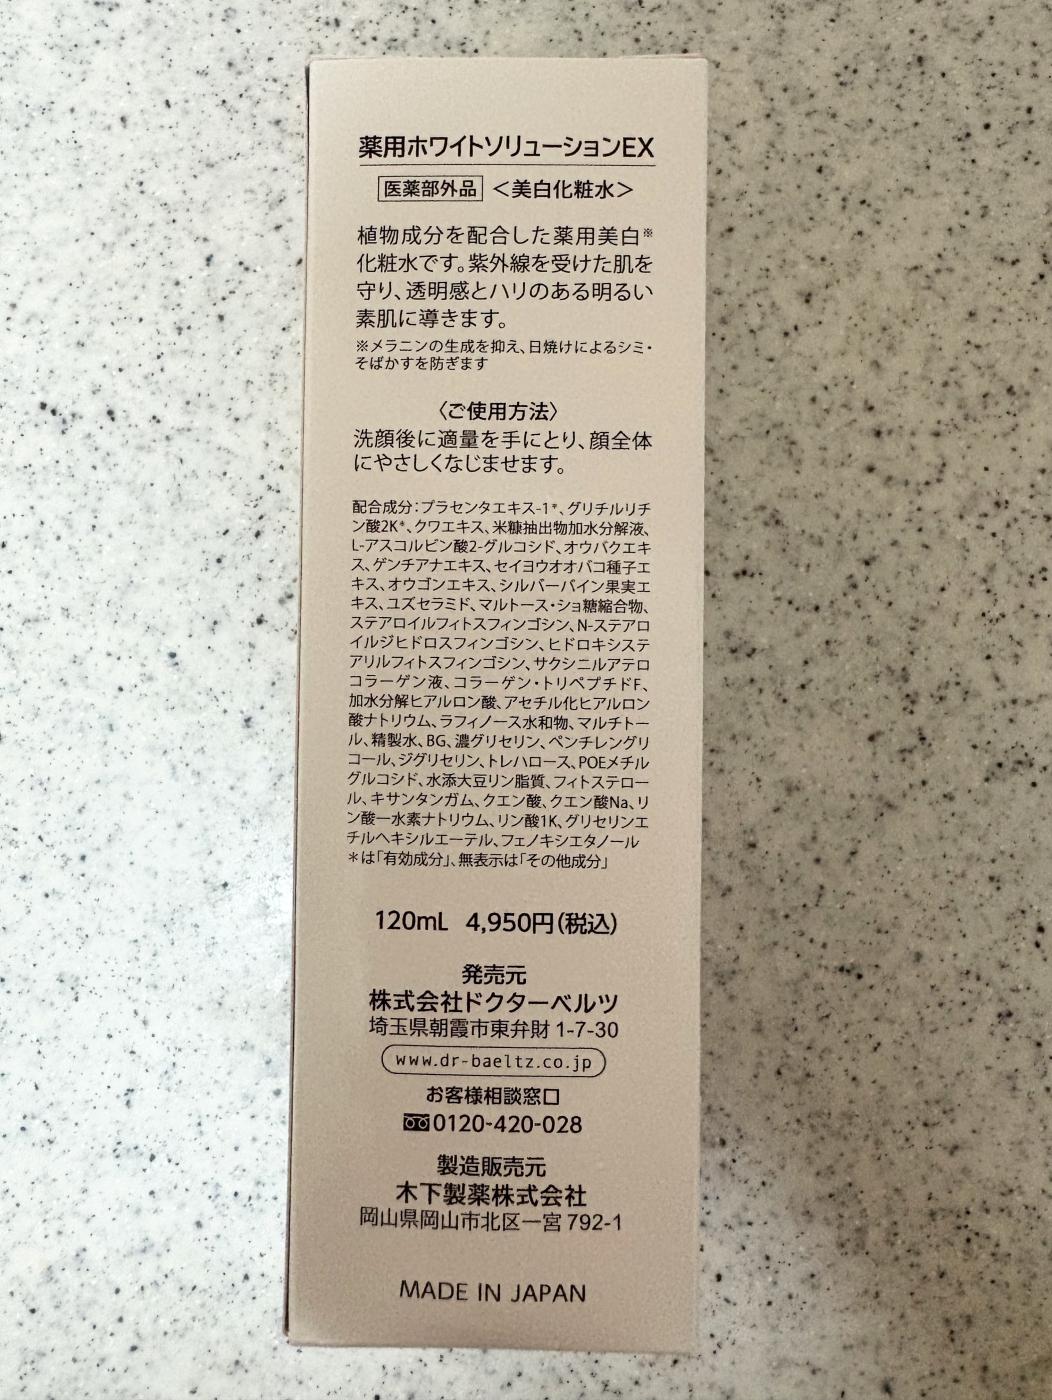 薬用ホワイトソリューションEX
医薬部外品 ＜美白化粧水＞
植物成分を配合した薬用美白※
化粧水です。紫外線を受けた肌を
守り、透明感とハリのある明るい
素肌に導きます。
※メラニンの生成を抑え、日焼けによるシミ・
そばかすを防ぎます
〈ご使用方法〉
洗顔後に適量を手にとり、顔全体
にやさしくなじませます。
配合成分：プラセンタエキス-1*、グリチルリチ
ン酸2K*、クワエキス、米糠抽出物加水分解液、
L-アスコルビン酸2-グルコシド、オウバクエキ
ス、ゲンチアナエキス、セイヨウオオバコ種子エ
キス、オウゴンエキス、シルバーバイン果実エ
キス、ユズセラミド、マルトース・ショ糖縮合物、
ステアロイルフィトスフィンゴシン、N-ステアロ
イルジヒドロスフィンゴシン、ヒドロキシステ
アリルフィトスフィンゴシン、サクシニルアテロ
コラーゲン液、コラーゲン・トリペプチドF、
加水分解ヒアルロン酸、アセチル化ヒアルロン
酸ナトリウム、ラフィノース水和物、マルチトー
ル、精製水、BG、濃グリセリン、ペンチレングリ
コール、ジグリセリン、トレハロース、POEメチル
グルコシド、水添大豆リン脂質、フィトステロー
ル、キサンタンガム、クエン酸、クエン酸Na、リ
ン酸一水素ナトリウム、リン酸1K、グリセリンエ
チルヘキシルエーテル、フェノキシエタノール
＊は「有効成分」、無表示は「その他成分」
120mL 4,950円（税込）
発売元
株式会社ドクターベルツ
埼玉県朝霞市東弁財 1-7-30
www.dr-baeltz.co.jp
お客様相談窓口
0120-420-028
製造販売元
木下製薬株式会社
岡山県岡山市北区一宮 792-1
MADE IN JAPAN